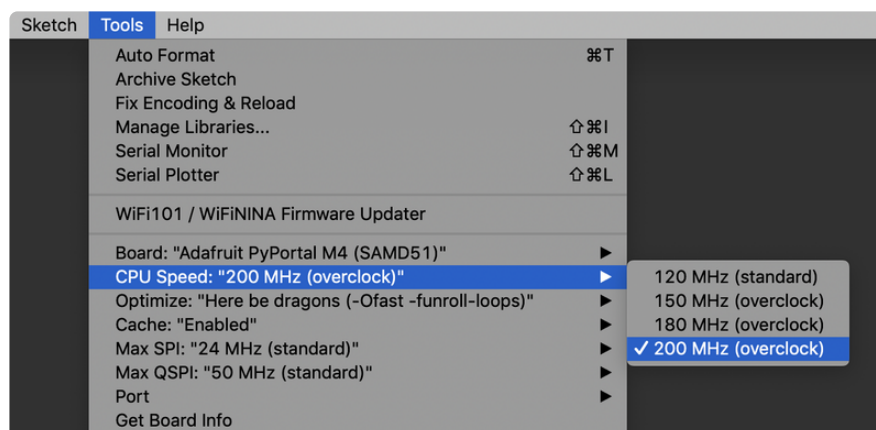 Sketch Tools Help
Auto Format ⌘T
Archive Sketch
Fix Encoding & Reload
Manage Libraries... ⇧⌘I
Serial Monitor ⇧⌘M
Serial Plotter ⇧⌘L
WiFi101 / WiFiNINA Firmware Updater
Board: "Adafruit PyPortal M4 (SAMD51)"
CPU Speed: "200 MHz (overclock)"
Optimize: "Here be dragons (-Ofast -funroll-loops)"
Cache: "Enabled"
Max SPI: "24 MHz (standard)"
Max QSPI: "50 MHz (standard)"
Port
Get Board Info
120 MHz (standard)
150 MHz (overclock)
180 MHz (overclock)
✓ 200 MHz (overclock)